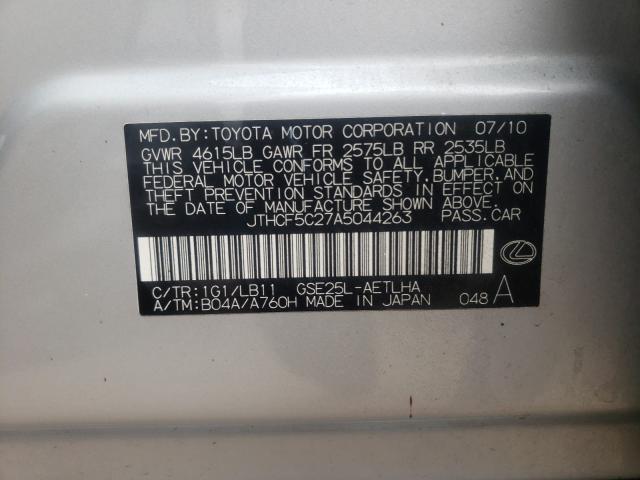 MFD. BY: TOYOTA MOTOR CORPORATION 07/10
GVWR 4615LB GAWR FR 2575LB RR 2535LB
THIS VEHICLE CONFORMS TO ALL APPLICABLE
FEDERAL MOTOR VEHICLE SAFETY, BUMPER, AND
THEFT PREVENTION STANDARDS IN EFFECT ON
THE DATE OF MANUFACTURE SHOWN ABOVE.
JTHCF5C27A5044263 PASS. CAR
C/TR: 1G1/LB11 GSE25L-AETLHA
A/TM: B04A/A760H MADE IN JAPAN 048 A